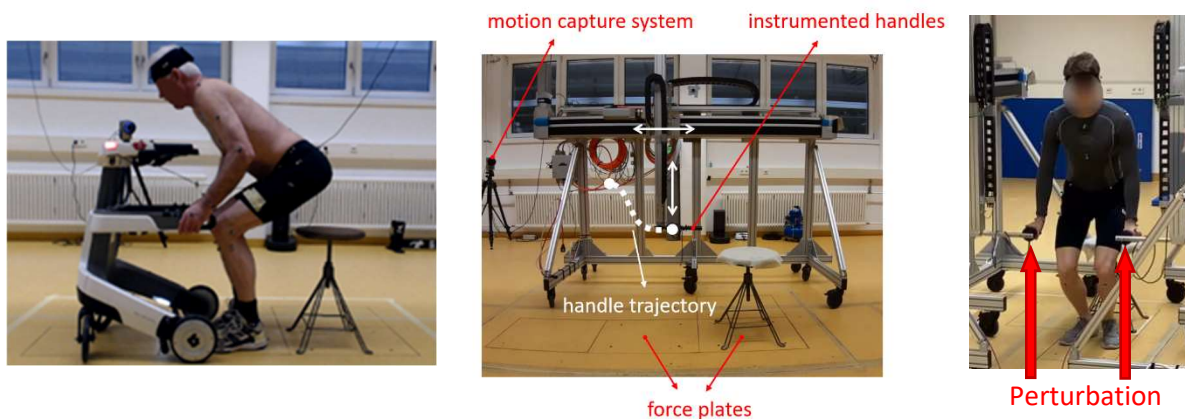 motion capture system
instrumented handles
handle trajectory
force plates
Perturbation